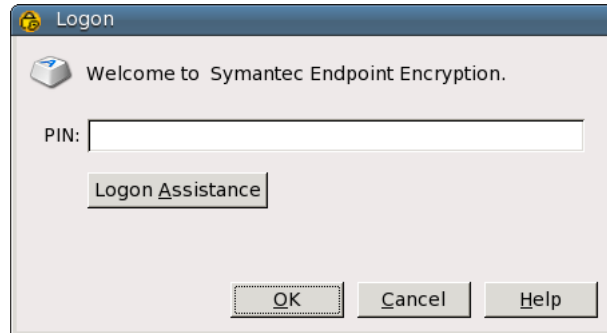 Logon
Welcome to Symantec Endpoint Encryption.
PIN:
Logon Assistance
OK Cancel Help